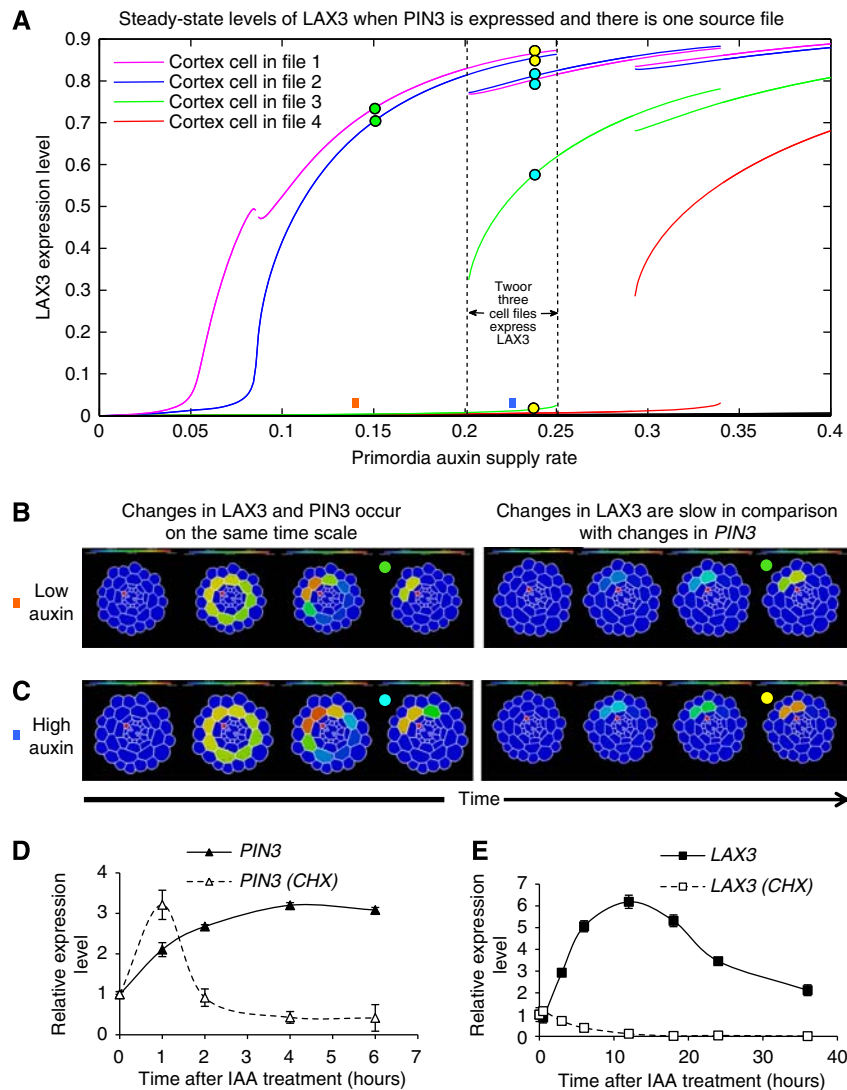 A
Steady-state levels of LAX3 when PIN3 is expressed and there is one source file
LAX3 expression level
0.9
0.8
0.7
0.6
0.5
0.4
0.3
0.2
0.1
0
Cortex cell in file 1
Cortex cell in file 2
Cortex cell in file 3
Cortex cell in file 4
Twoor
three
cell files
express
LAX3
0
0.05
0.1
0.15
0.2
0.25
0.3
0.35
0.4
Primordia auxin supply rate
B
Changes in LAX3 and PIN3 occur
on the same time scale
Changes in LAX3 are slow in comparison
with changes in PIN3
Low
auxin
C
High
auxin
Time
D
PIN3
PIN3 (CHX)
Relative expression
level
4
3
2
1
0
0
1
2
3
4
5
6
7
Time after IAA treatment (hours)
E
LAX3
LAX3 (CHX)
Relative expression
level
7
6
5
4
3
2
1
0
0
10
20
30
40
Time after IAA treatment (hours)